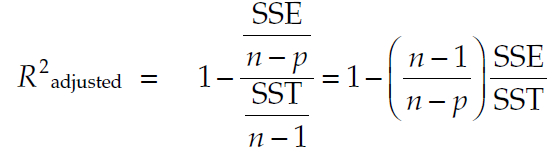 R²adjusted = 1 - (SSE / (n - p)) / (SST / (n - 1)) = 1 - ((n - 1) / (n - p)) SSE / SST